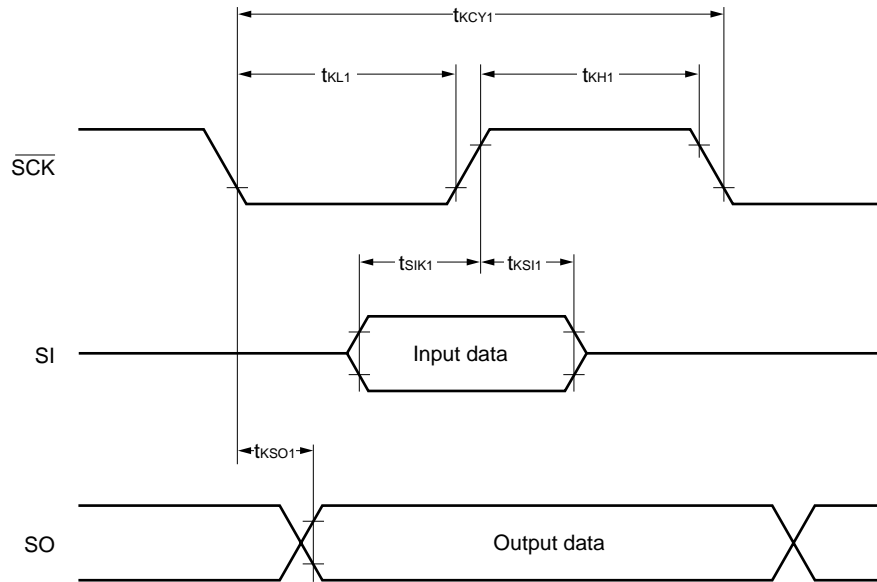 tKCY1
tKL1
tKH1
SCK
tSIK1
tKSI1
SI
Input data
tKSO1
SO
Output data